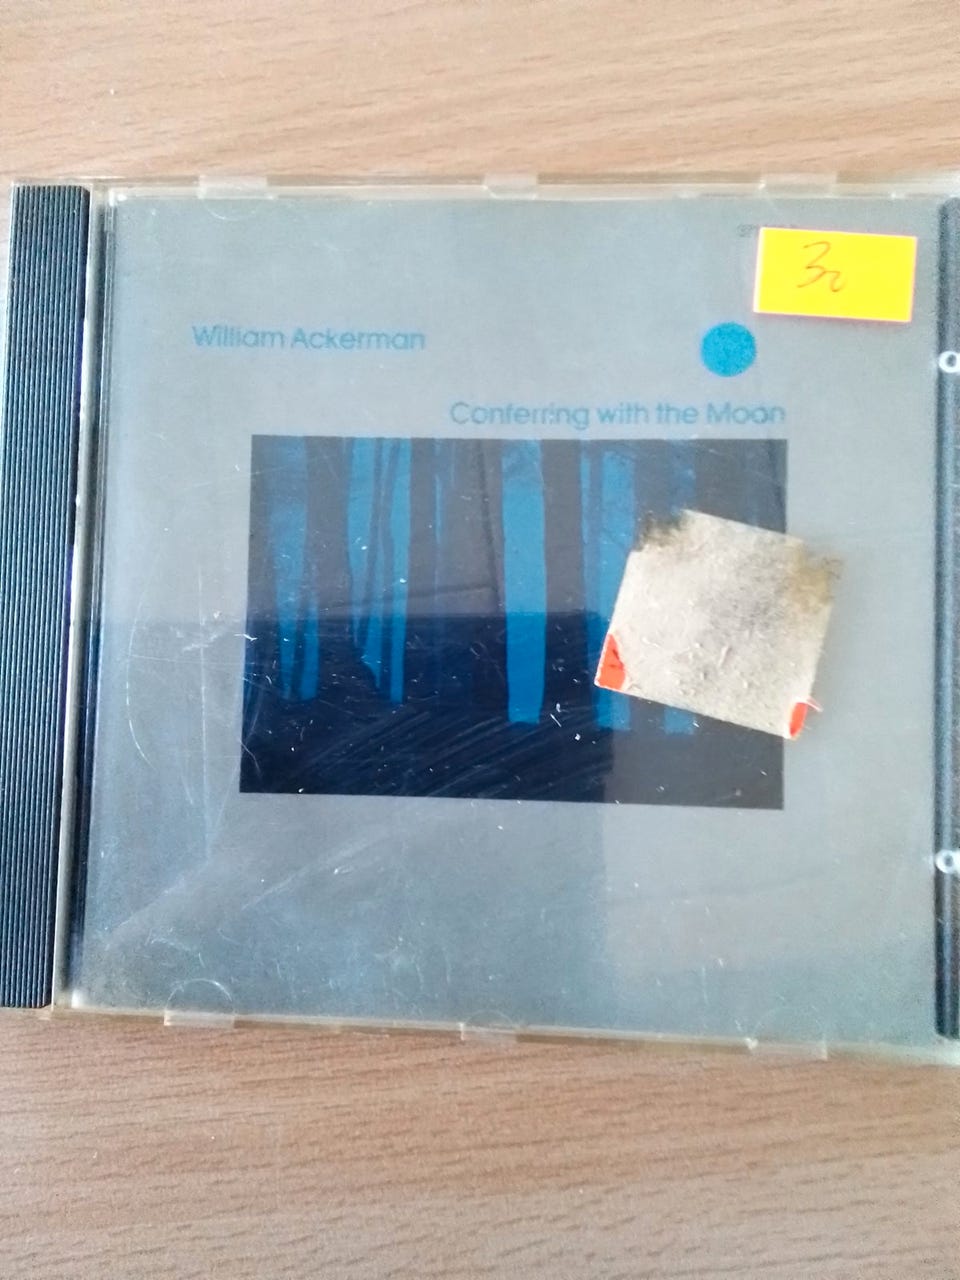 30
William Ackerman
Conferring with the Moon